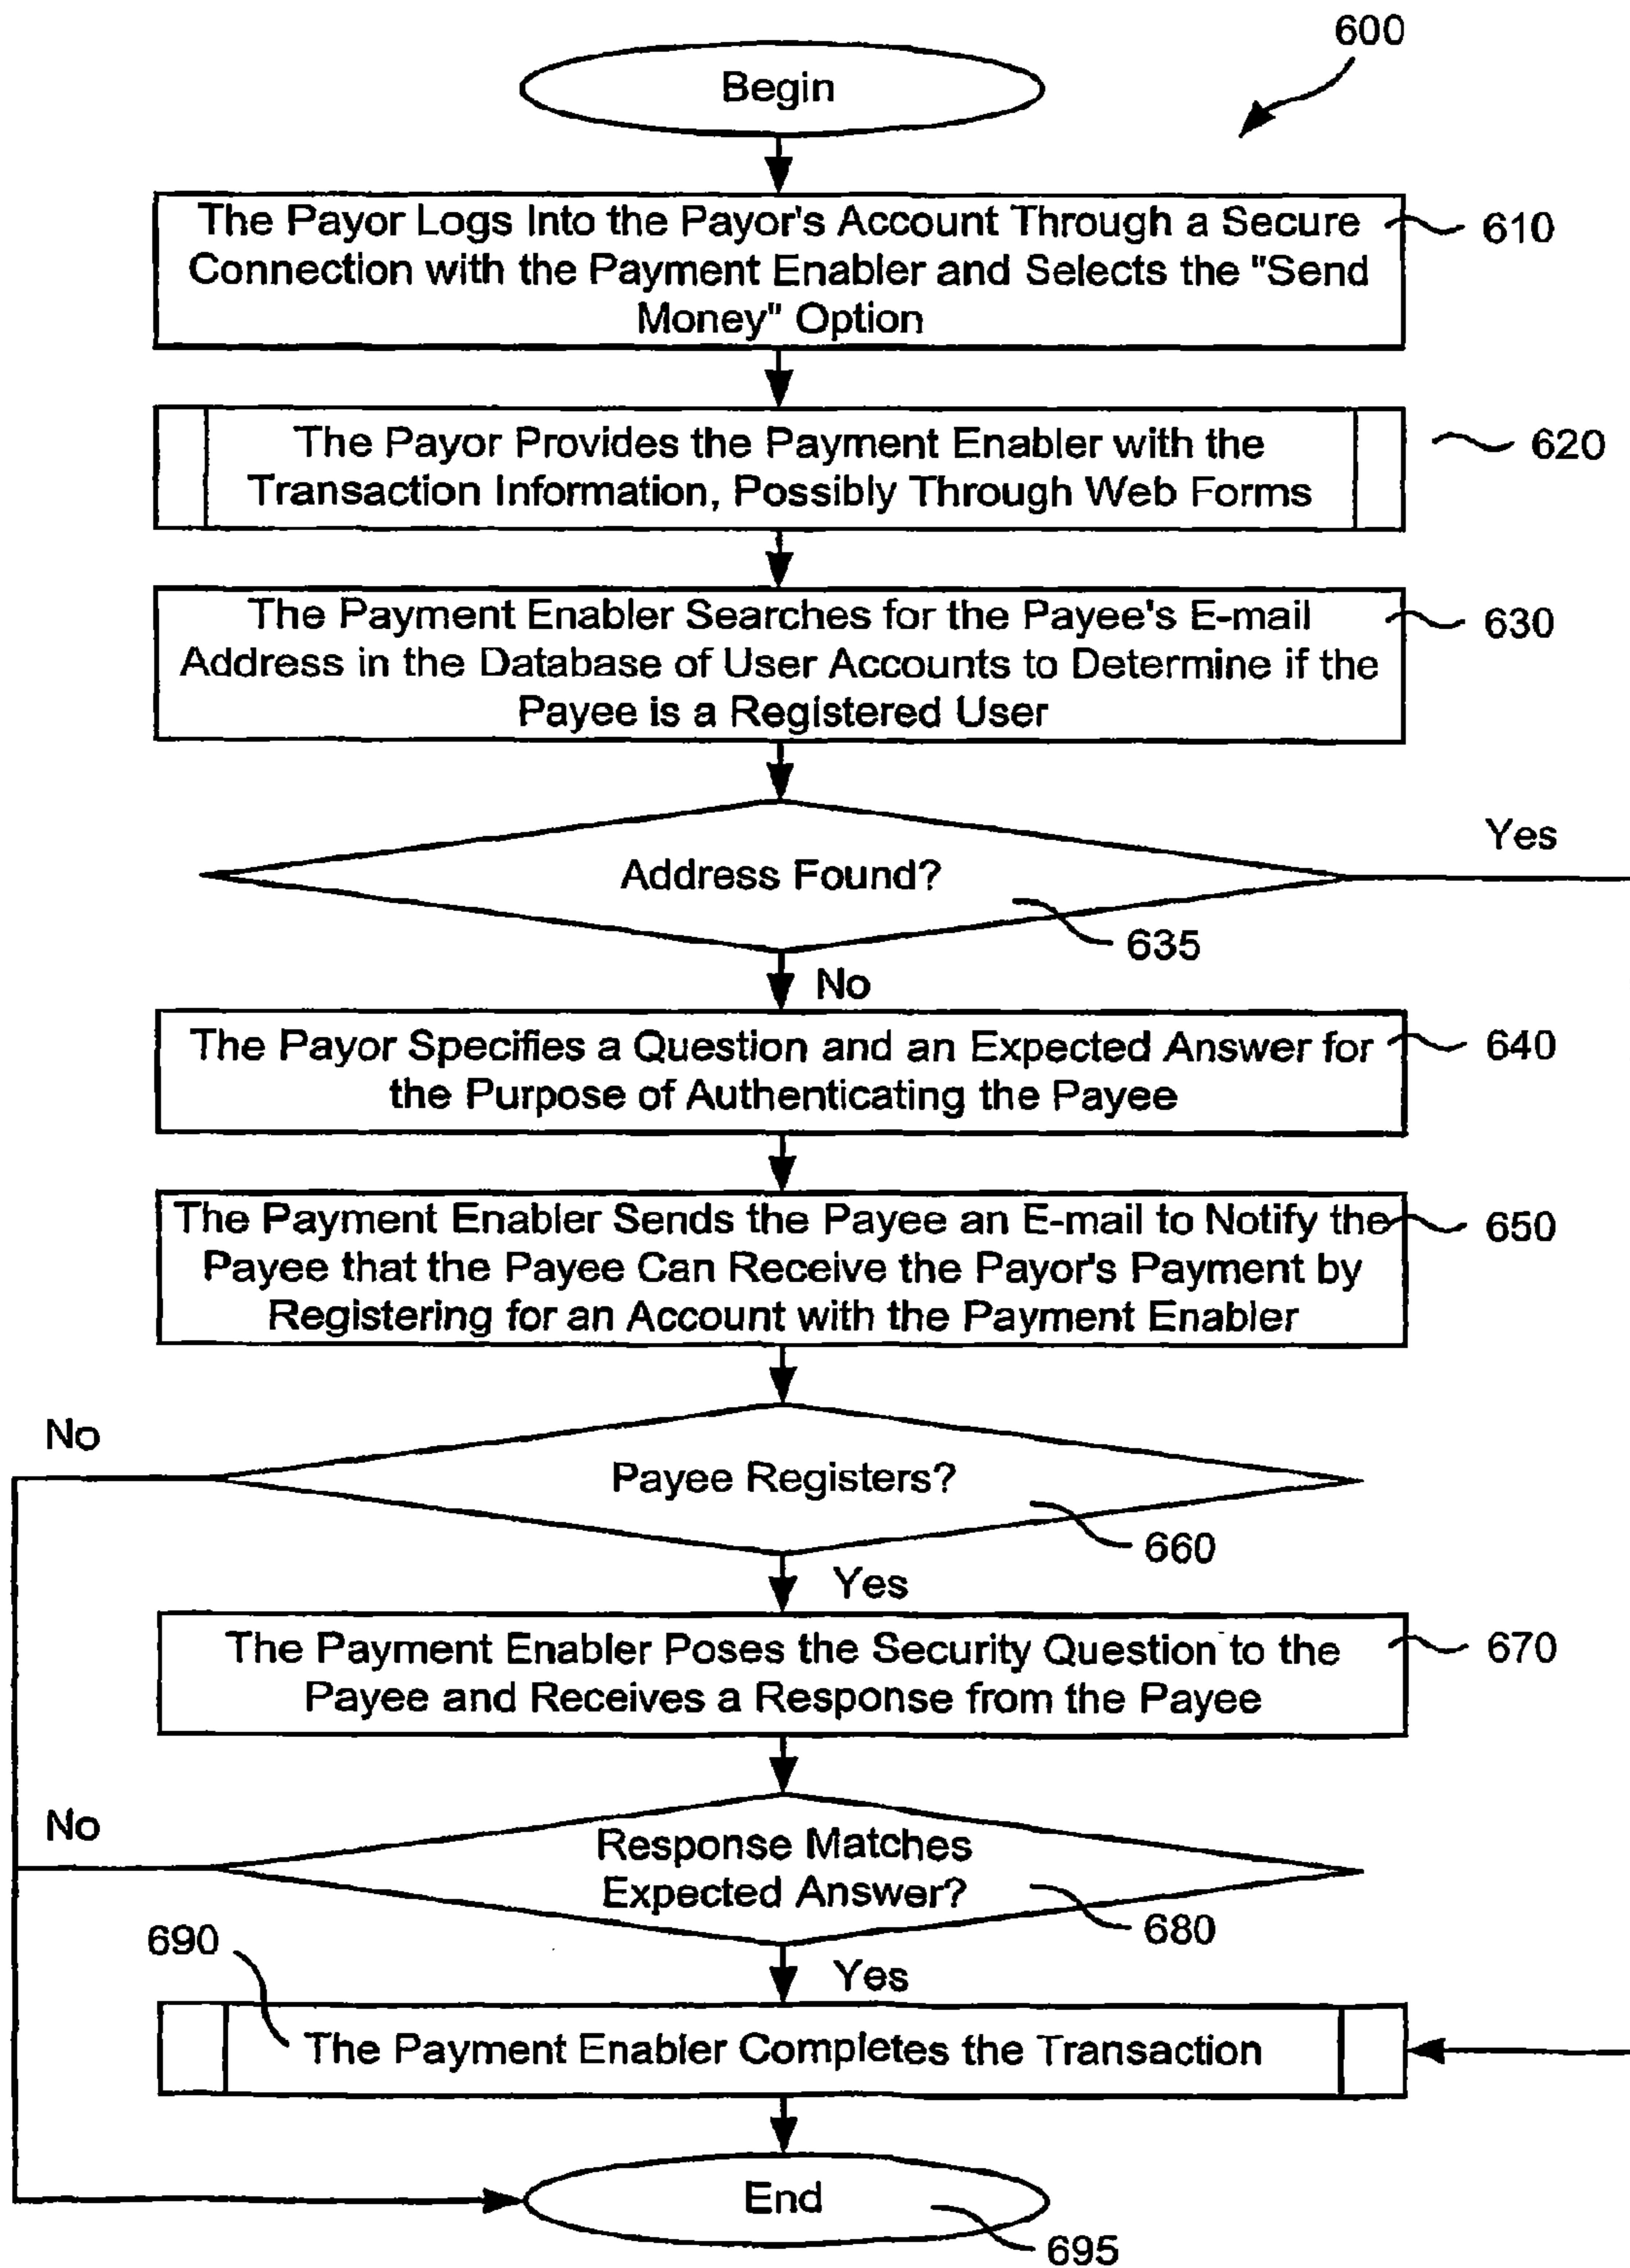 600
Begin
The Payor Logs Into the Payor's Account Through a Secure
Connection with the Payment Enabler and Selects the "Send
Money" Option
610
The Payor Provides the Payment Enabler with the
Transaction Information, Possibly Through Web Forms
620
The Payment Enabler Searches for the Payee's E-mail
Address in the Database of User Accounts to Determine if the
Payee is a Registered User
630
Yes
Address Found?
635
No
The Payor Specifies a Question and an Expected Answer for
the Purpose of Authenticating the Payee
640
The Payment Enabler Sends the Payee an E-mail to Notify the
Payee that the Payee Can Receive the Payor's Payment by
Registering for an Account with the Payment Enabler
650
No
Payee Registers?
660
Yes
The Payment Enabler Poses the Security Question to the
Payee and Receives a Response from the Payee
670
No
Response Matches
Expected Answer?
680
690
Yes
The Payment Enabler Completes the Transaction
End
695